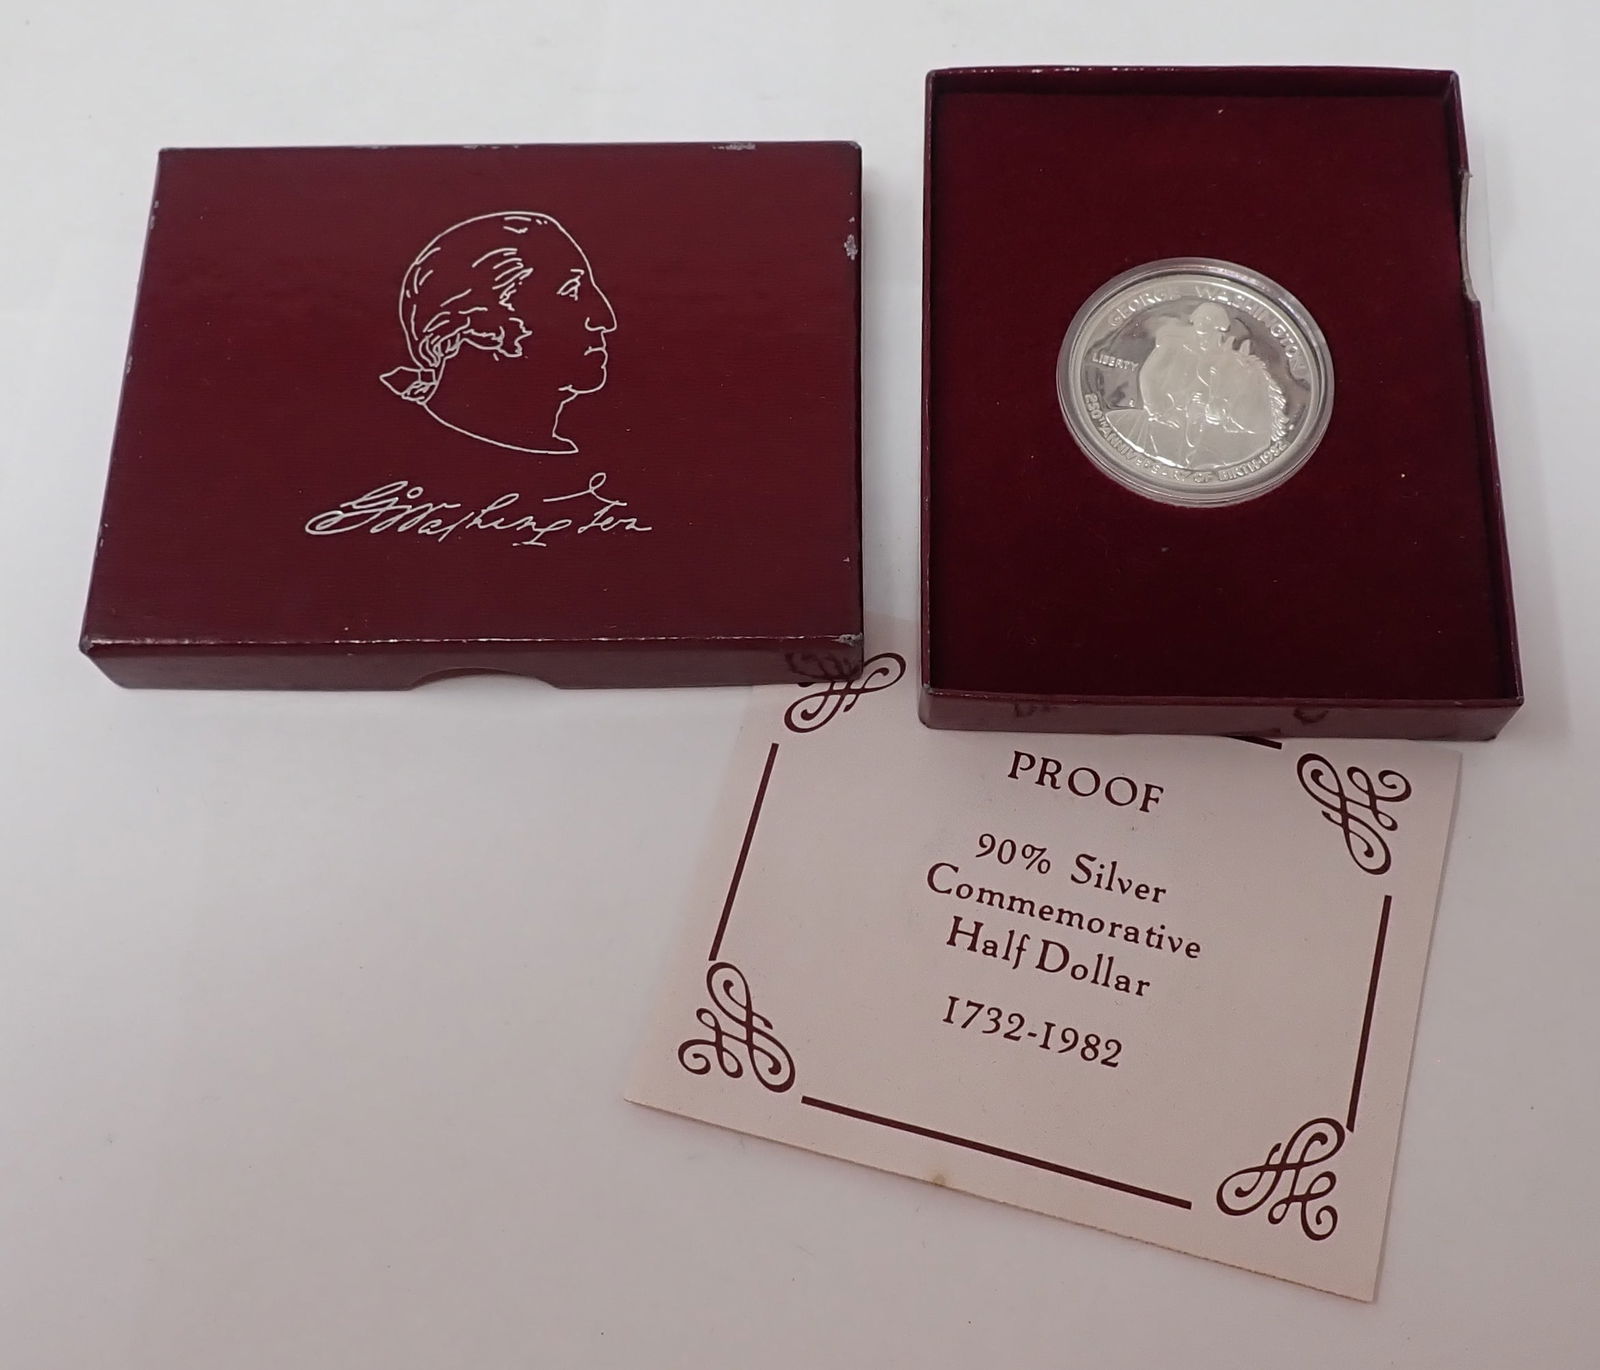 G:Washington
GEORGE WASHINGTON
LIBERTY
250TH ANNIVERSARY OF BIRTH 1982
PROOF
90% Silver
Commemorative
Half Dollar
1732-1982